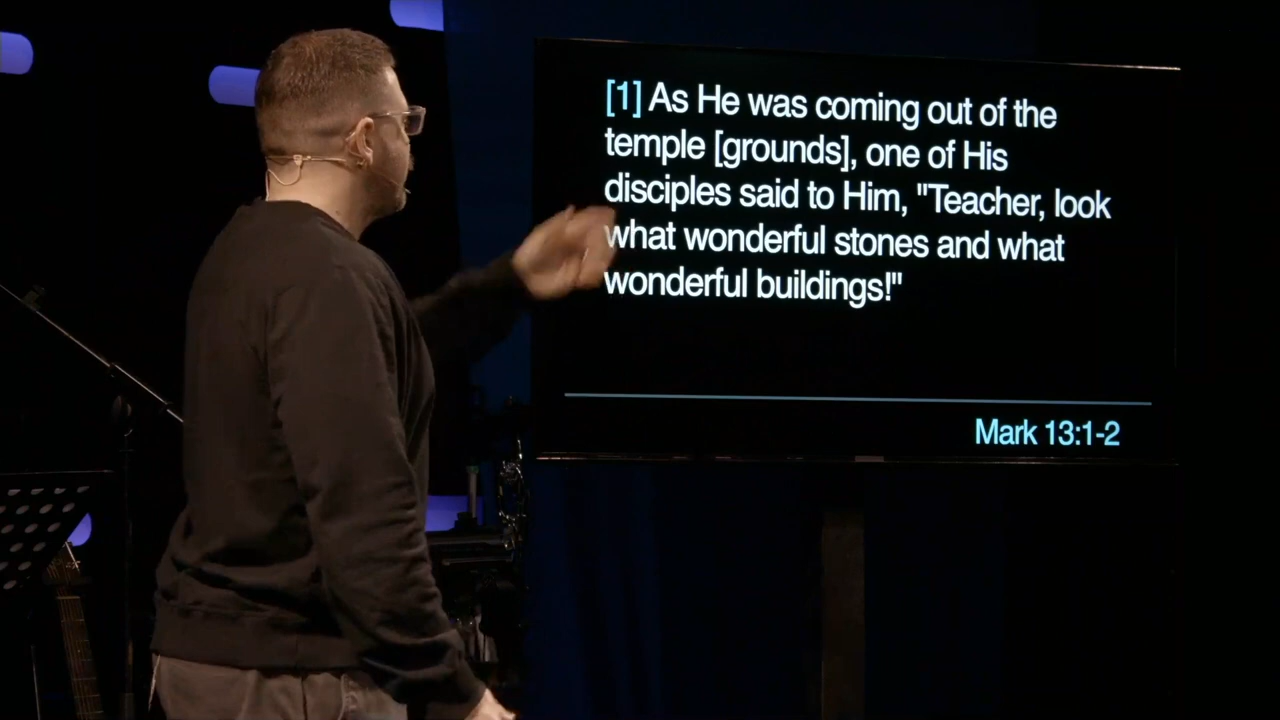 [1] As He was coming out of the
temple [grounds], one of His
disciples said to Him, "Teacher, look
what wonderful stones and what
wonderful buildings!"
Mark 13:1-2